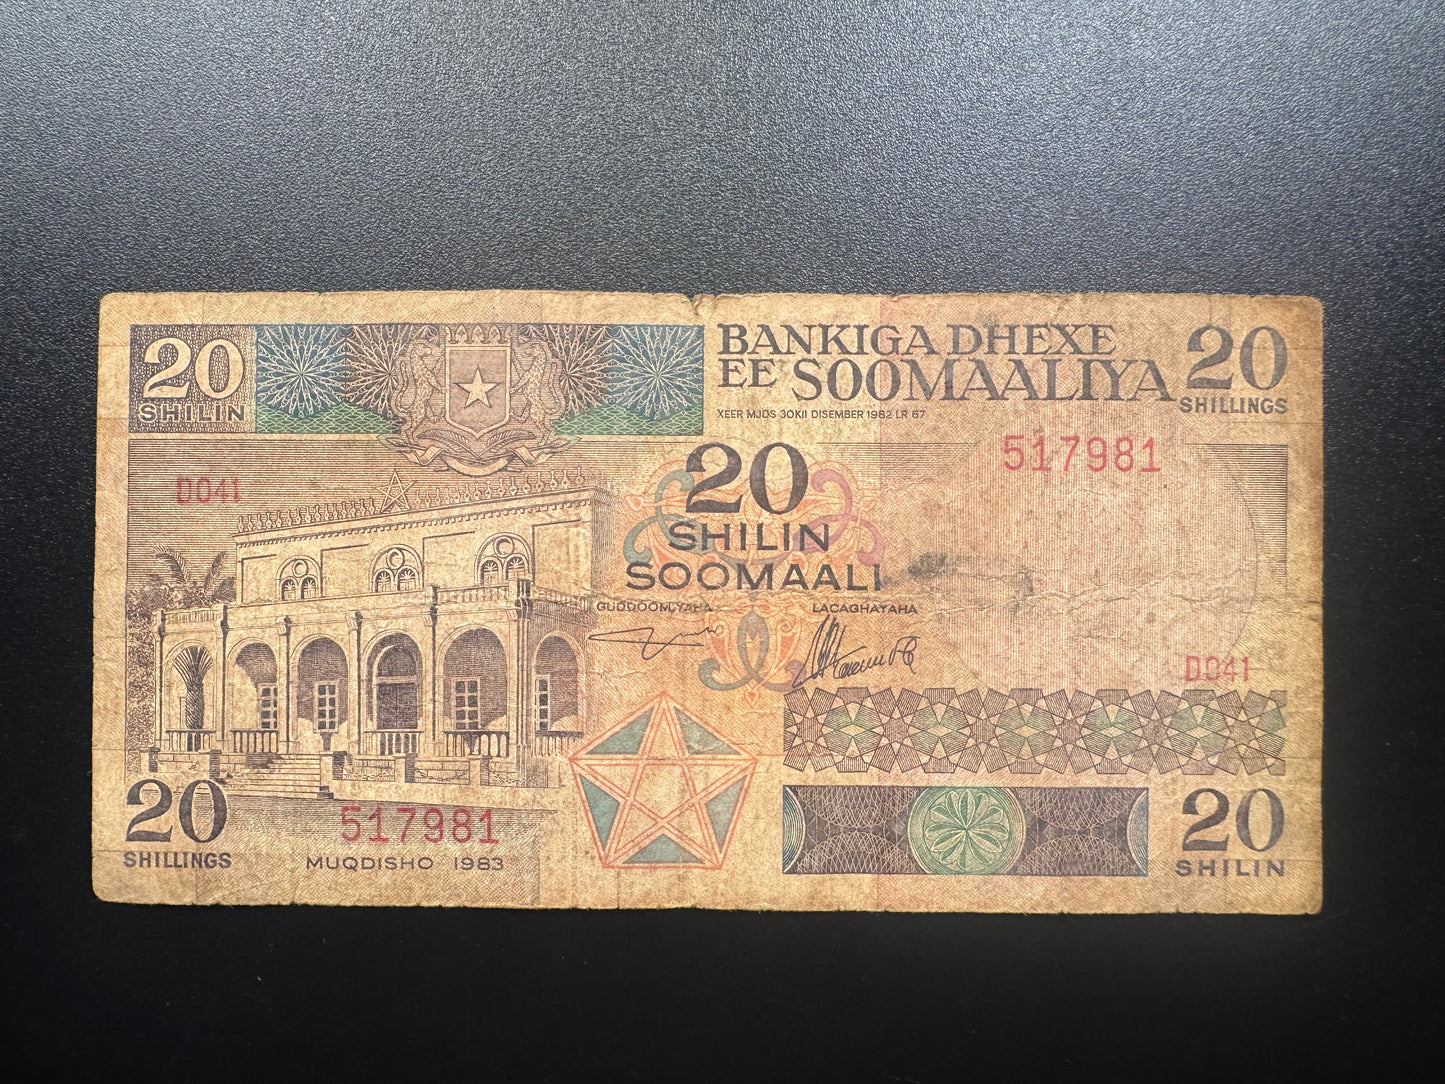 20
SHILIN
BANKIGA DHEXE
EE SOOMAALIYA
XEER MJDS 30KII DISEMBER 1982 LR 67
20
SHILLINGS
517981
D041
20
SHILIN
SOOMAALI
GUDDOOMIYAHA
LACAGHAYAHA
D041
20
SHILLINGS
517981
MUQDISHO 1983
20
SHILIN